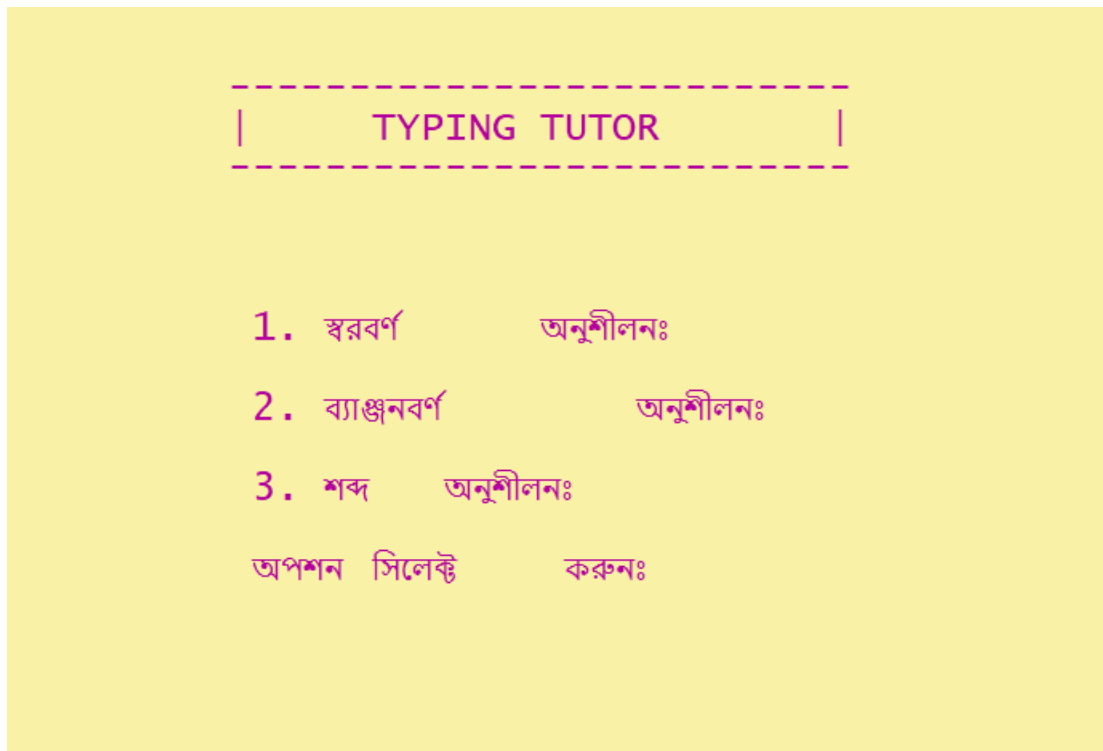 --------------------------
| TYPING TUTOR |
--------------------------
1. স্বরবর্ণ অনুশীলনঃ
2. ব্যাঞ্জনবর্ণ অনুশীলনঃ
3. শব্দ অনুশীলনঃ
অপশন সিলেক্ট করুনঃ